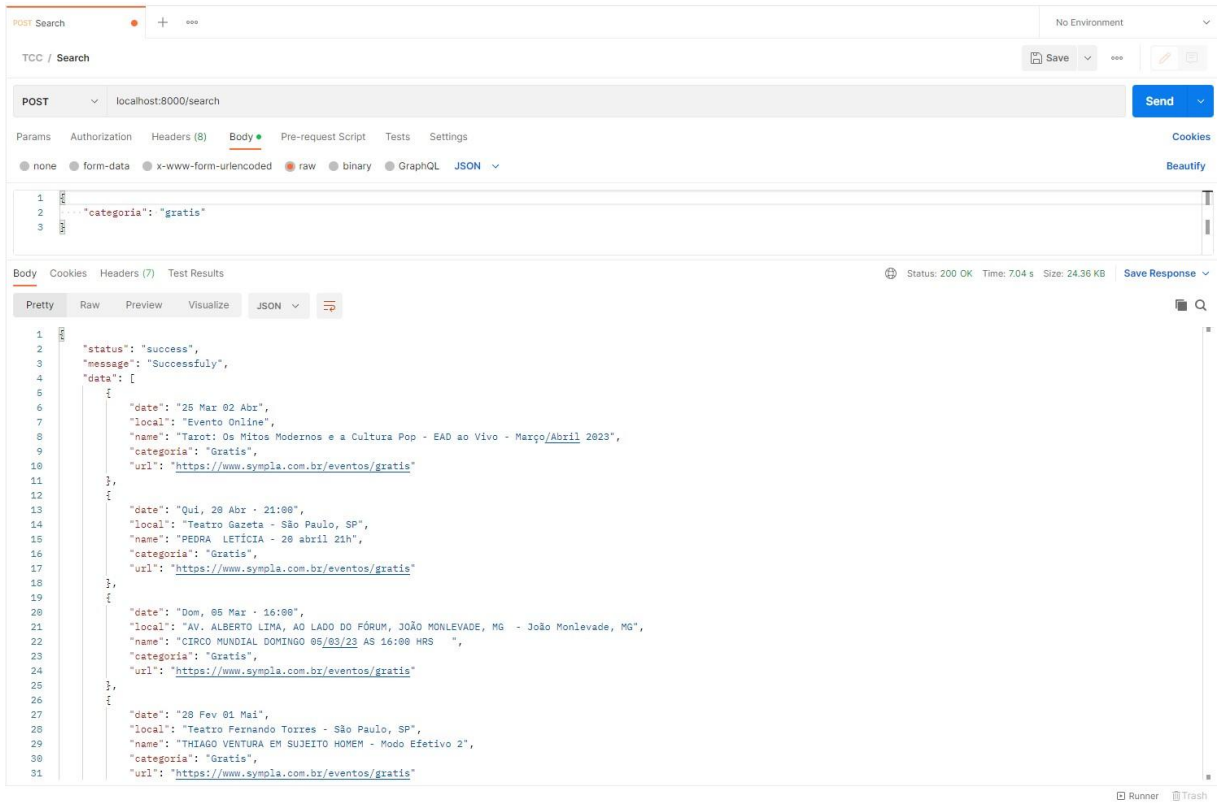 POST Search
+
ooo
No Environment
TCC / Search
Save
ooo
POST
localhost:8000/search
Send
Params Authorization Headers (8) Body Pre-request Script Tests Settings
Cookies
none form-data x-www-form-urlencoded raw binary GraphQL JSON
Beautify
1 {
2 ····"categoria":·"gratis"
3 }
Body Cookies Headers (7) Test Results
Status: 200 OK Time: 7.04 s Size: 24.36 KB Save Response
Pretty Raw Preview Visualize JSON
1 {
2 "status": "success",
3 "message": "Successfuly",
4 "data": [
5 {
6 "date": "25 Mar 02 Abr",
7 "local": "Evento Online",
8 "name": "Tarot: Os Mitos Modernos e a Cultura Pop - EAD ao Vivo - Março/Abril 2023",
9 "categoria": "Gratis",
10 "url": "https://www.sympla.com.br/eventos/gratis"
11 },
12 {
13 "date": "Qui, 20 Abr · 21:00",
14 "local": "Teatro Gazeta - São Paulo, SP",
15 "name": "PEDRA  LETÍCIA - 20 abril 21h",
16 "categoria": "Gratis",
17 "url": "https://www.sympla.com.br/eventos/gratis"
18 },
19 {
20 "date": "Dom, 05 Mar · 16:00",
21 "local": "AV. ALBERTO LIMA, AO LADO DO FÓRUM, JOÃO MONLEVADE, MG  - João Monlevade, MG",
22 "name": "CIRCO MUNDIAL DOMINGO 05/03/23 AS 16:00 HRS   ",
23 "categoria": "Gratis",
24 "url": "https://www.sympla.com.br/eventos/gratis"
25 },
26 {
27 "date": "28 Fev 01 Mai",
28 "local": "Teatro Fernando Torres - São Paulo, SP",
29 "name": "THIAGO VENTURA EM SUJEITO HOMEM - Modo Efetivo 2",
30 "categoria": "Gratis",
31 "url": "https://www.sympla.com.br/eventos/gratis"
Runner Trash